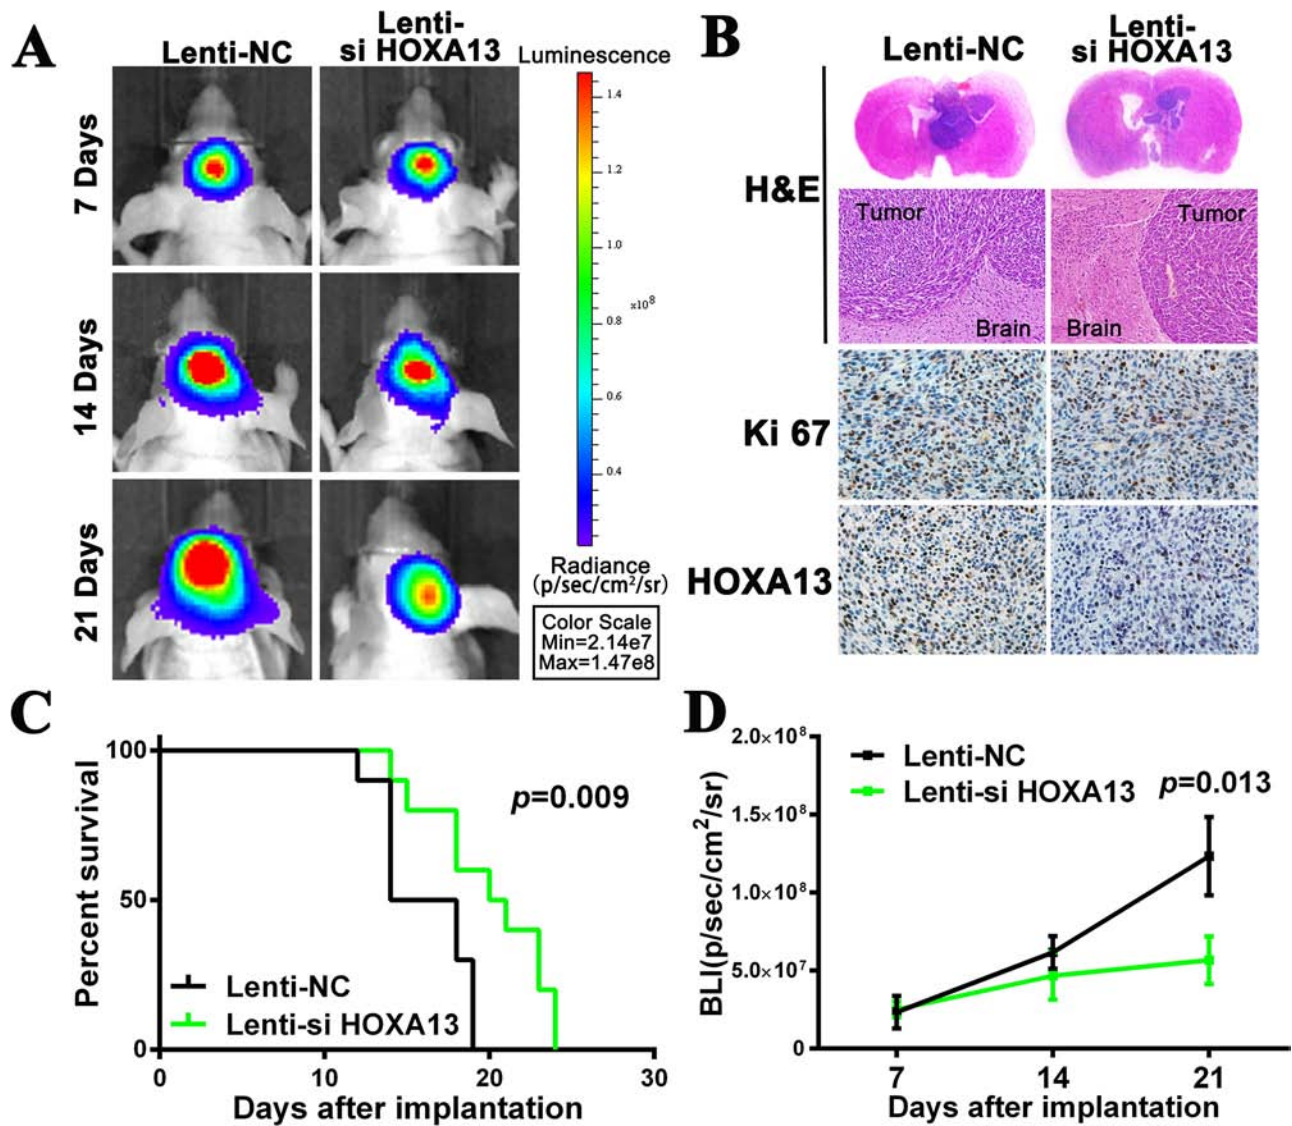 A
Lenti-NC
Lenti-
si HOXA13
7 Days
14 Days
21 Days
Luminescence
1.4
1.2
1.0
×10⁸
0.8
0.6
0.4
Radiance
(p/sec/cm²/sr)
Color Scale
Min=2.14e7
Max=1.47e8
B
Lenti-NC
Lenti-
si HOXA13
H&E
Tumor
Brain
Tumor
Brain
Ki 67
HOXA13
C
Percent survival
100
50
0
p=0.009
Lenti-NC
Lenti-si HOXA13
0 10 20 30
Days after implantation
D
BLI(p/sec/cm²/sr)
2.0×10⁸
1.5×10⁸
1.0×10⁸
5.0×10⁷
0
Lenti-NC
Lenti-si HOXA13
p=0.013
7 14 21
Days after implantation